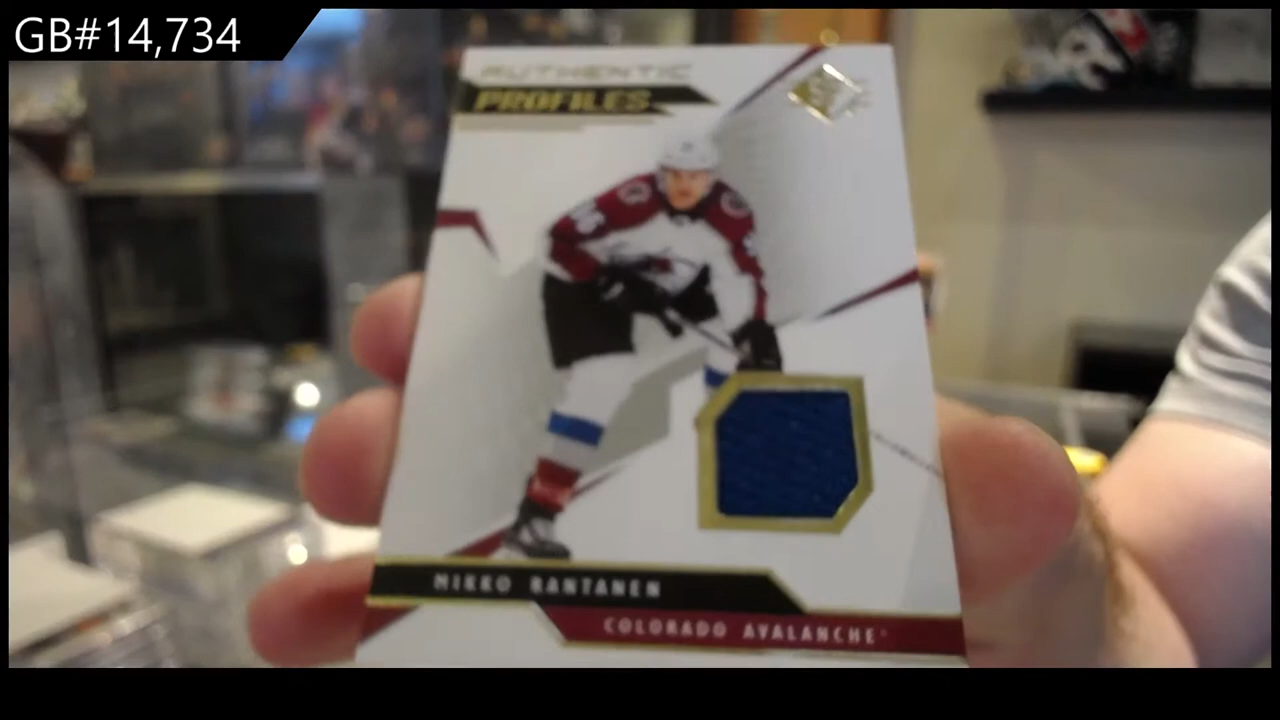 GB#14,734
AUTHENTIC
PROFILES
MIKKO RANTANEN
COLORADO AVALANCHE